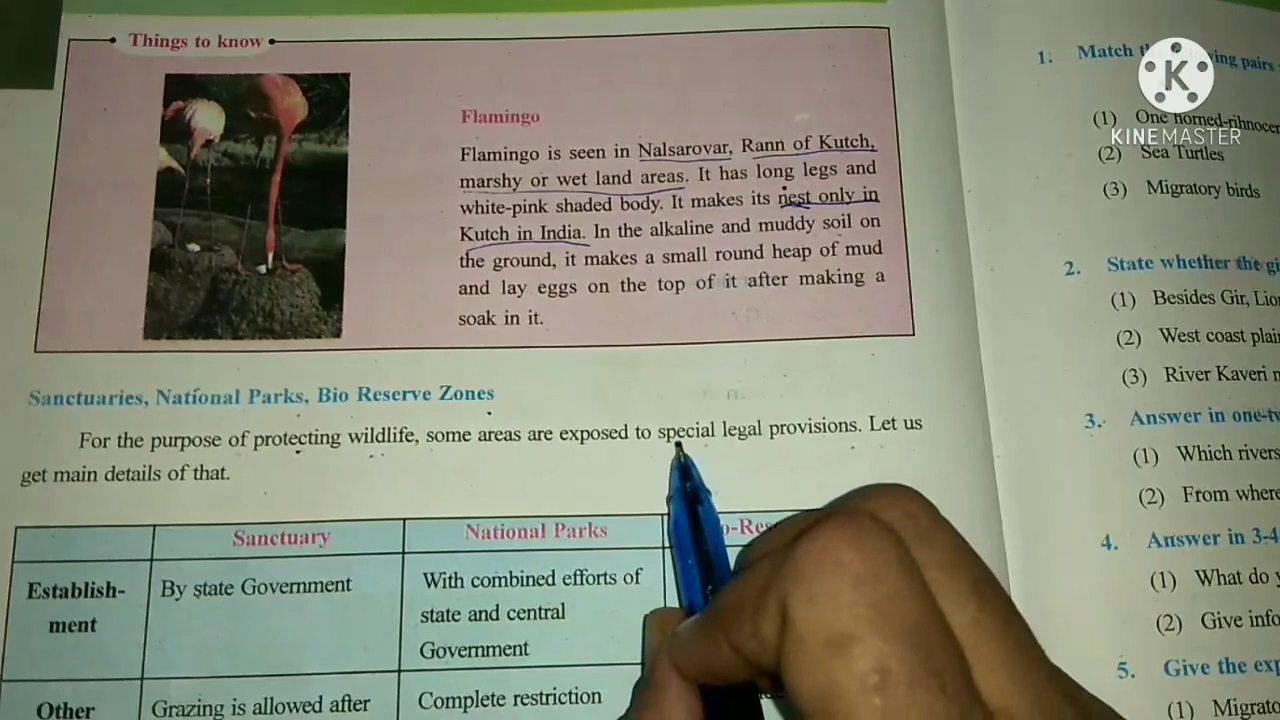 Things to know
Flamingo
Flamingo is seen in Nalsarovar, Rann of Kutch,
marshy or wet land areas. It has long legs and
white-pink shaded body. It makes its nest only in
Kutch in India. In the alkaline and muddy soil on
the ground, it makes a small round heap of mud
and lay eggs on the top of it after making a
soak in it.
Sanctuaries, National Parks, Bio Reserve Zones
For the purpose of protecting wildlife, some areas are exposed to special legal provisions. Let us
get main details of that.
Sanctuary
National Parks
Establish-
ment
By state Government
With combined efforts of
state and central
Government
Other
Grazing is allowed after
Complete restriction
1. Match pairs
(1) One horned-rihnocer
(2) Sea Turtles
(3) Migratory birds
2. State whether the gi
(1) Besides Gir, Lio
(2) West coast plai
(3) River Kaveri
3. Answer in one-t
(1) Which rivers
(2) From where
4. Answer in 3-4
(1) What do
(2) Give info
5. Give the exp
(1) Migrato
K
KINEMASTER